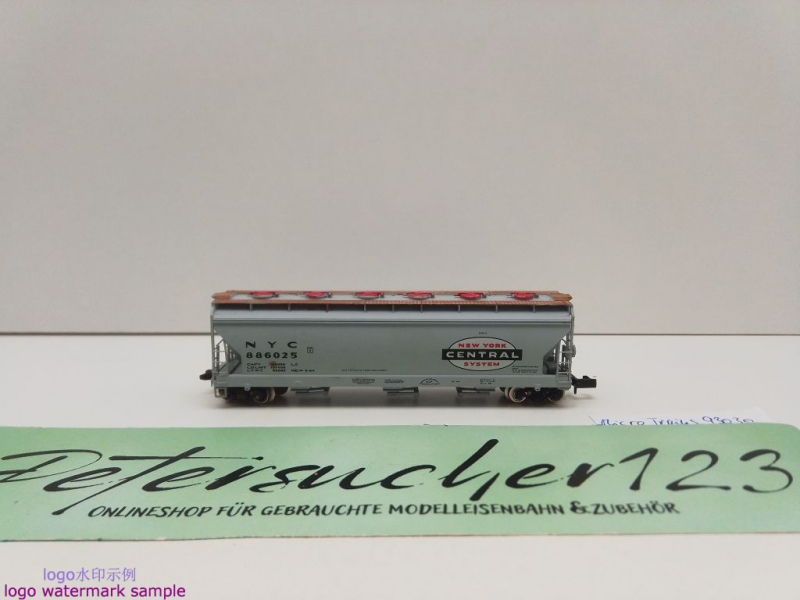 NYC
886025
NEW YORK
CENTRAL
SYSTEM
Micro Trains 93030
Petersucher123
ONLINESHOP FÜR GEBRAUCHTE MODELLEISENBAHN & ZUBEHÖR
logo水印示例
logo watermark sample